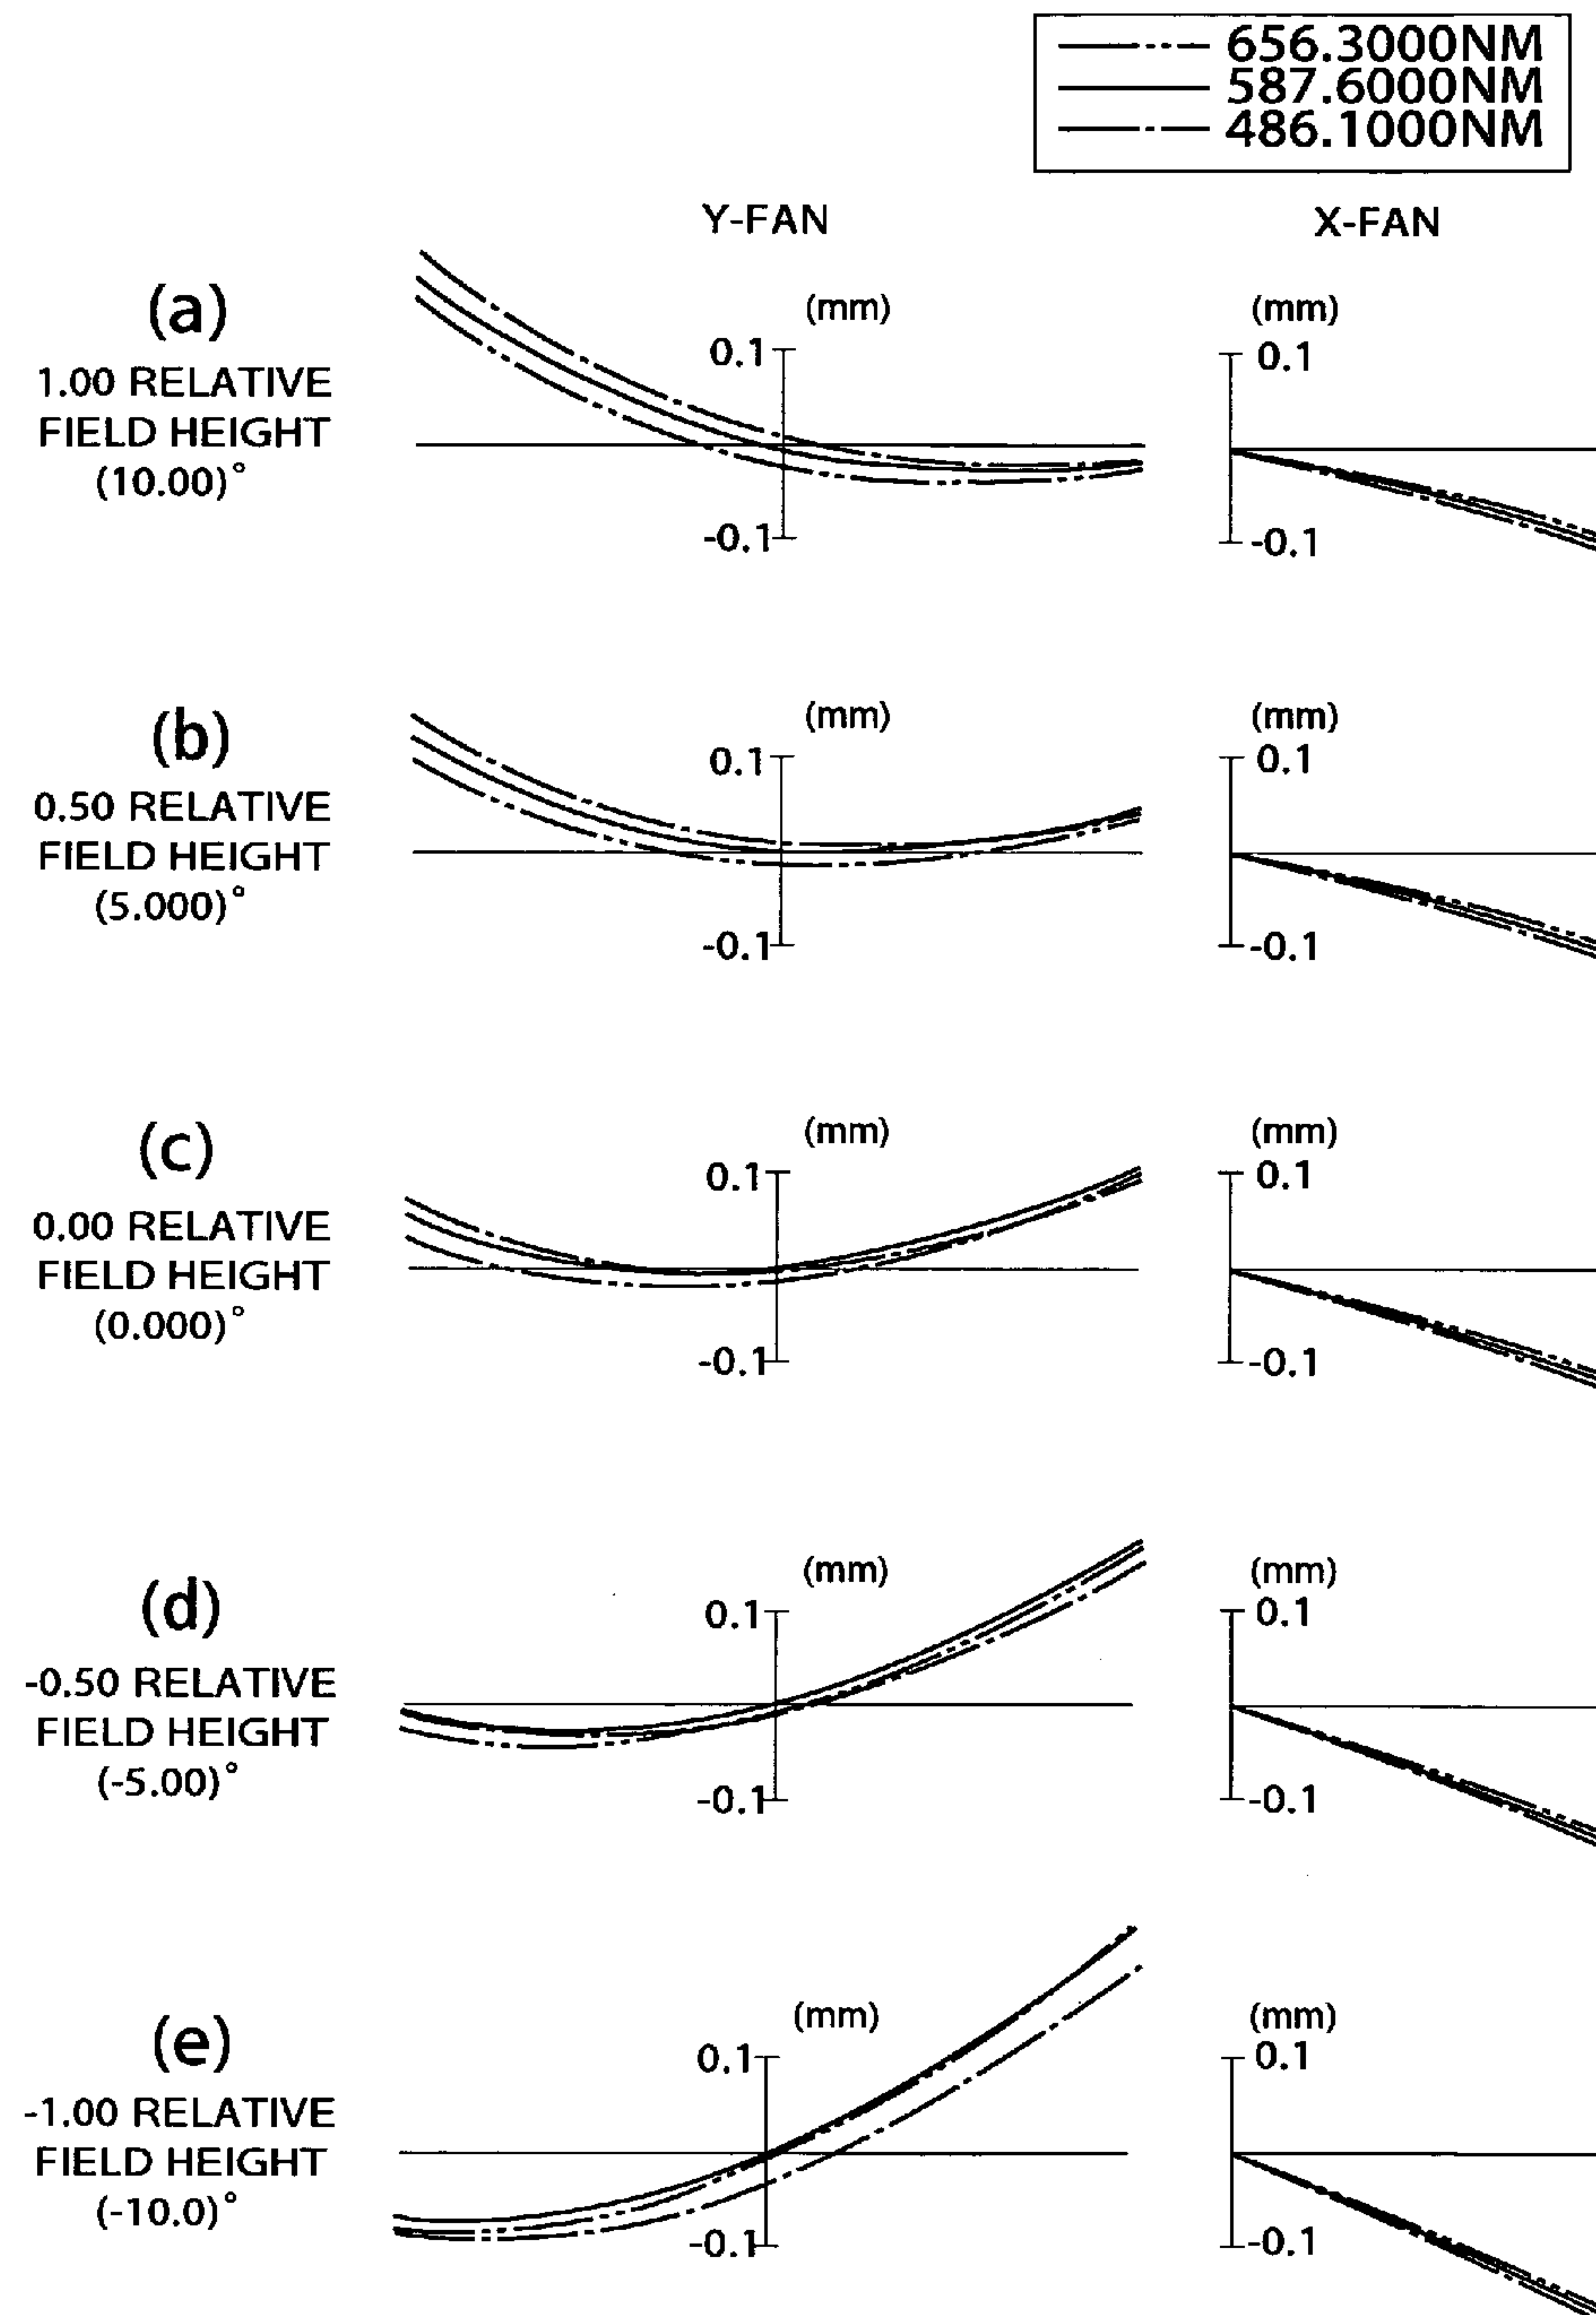 656.3000NM
587.6000NM
486.1000NM
Y-FAN
X-FAN
(a)
1.00 RELATIVE
FIELD HEIGHT
(10.00)°
(mm)
0.1
-0.1
(mm)
0.1
-0.1
(b)
0.50 RELATIVE
FIELD HEIGHT
(5.000)°
(mm)
0.1
-0.1
(mm)
0.1
-0.1
(c)
0.00 RELATIVE
FIELD HEIGHT
(0.000)°
(mm)
0.1
-0.1
(mm)
0.1
-0.1
(d)
-0.50 RELATIVE
FIELD HEIGHT
(-5.00)°
(mm)
0.1
-0.1
(mm)
0.1
-0.1
(e)
-1.00 RELATIVE
FIELD HEIGHT
(-10.0)°
(mm)
0.1
-0.1
(mm)
0.1
-0.1